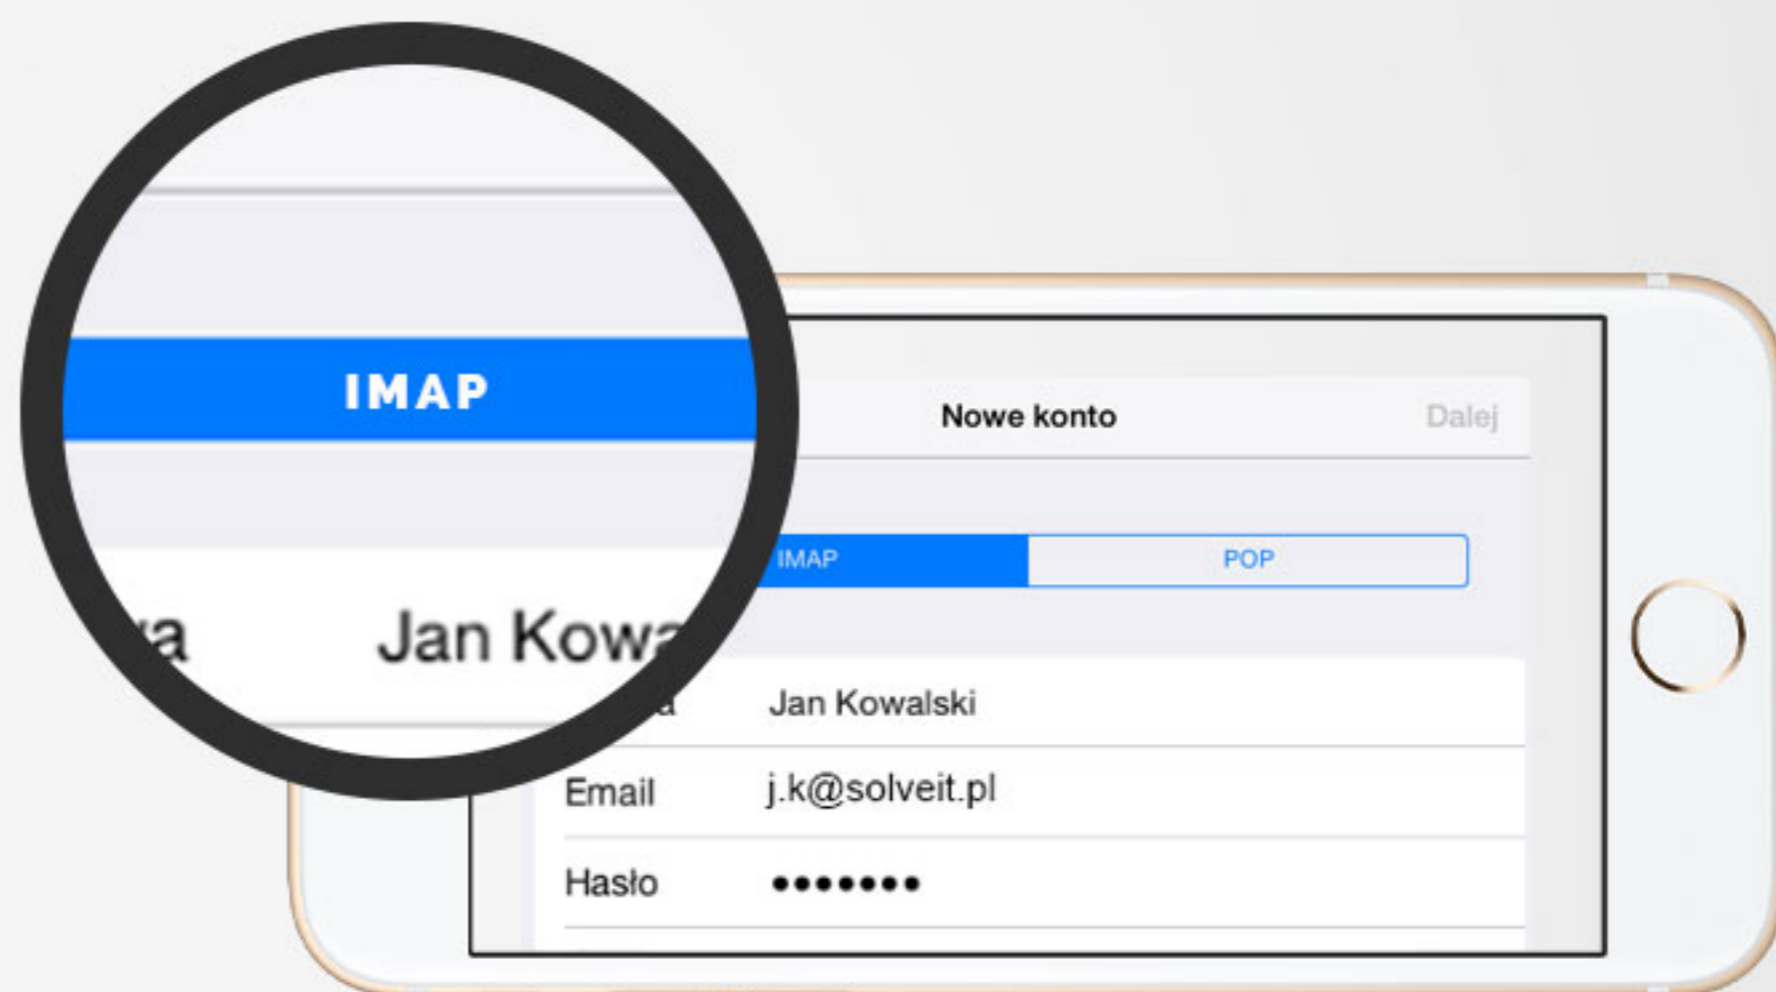 IMAP
Jan Kowa
Nowe konto Dalej
IMAP POP
Jan Kowalski
Email j.k@solveit.pl
Hasło •••••••